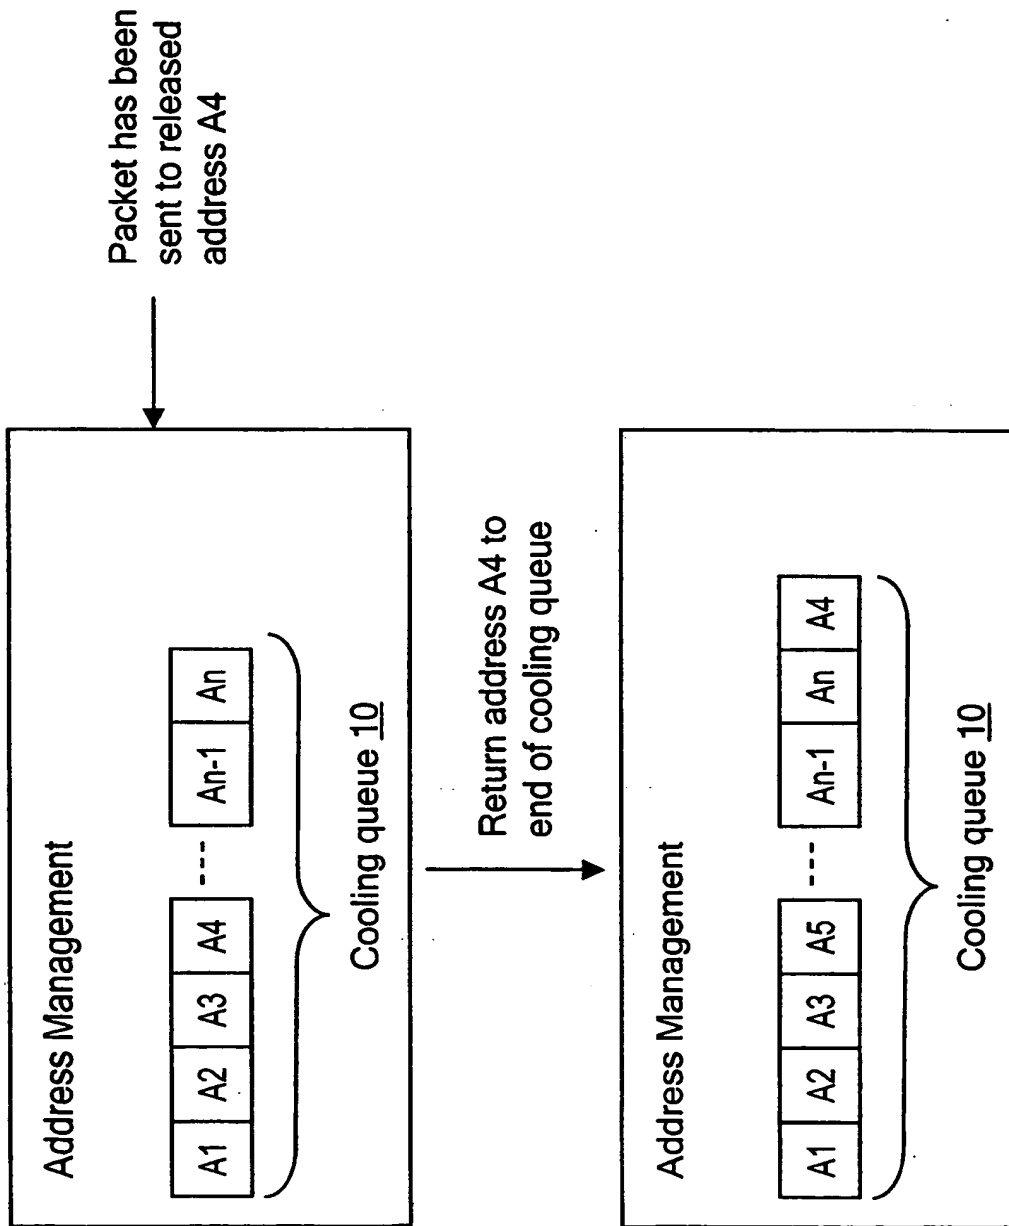 Packet has been
sent to released
address A4
Address Management
A1 A2 A3 A4 --- An-1 An
Cooling queue 10
Return address A4 to
end of cooling queue
Address Management
A1 A2 A3 A5 --- An-1 An A4
Cooling queue 10